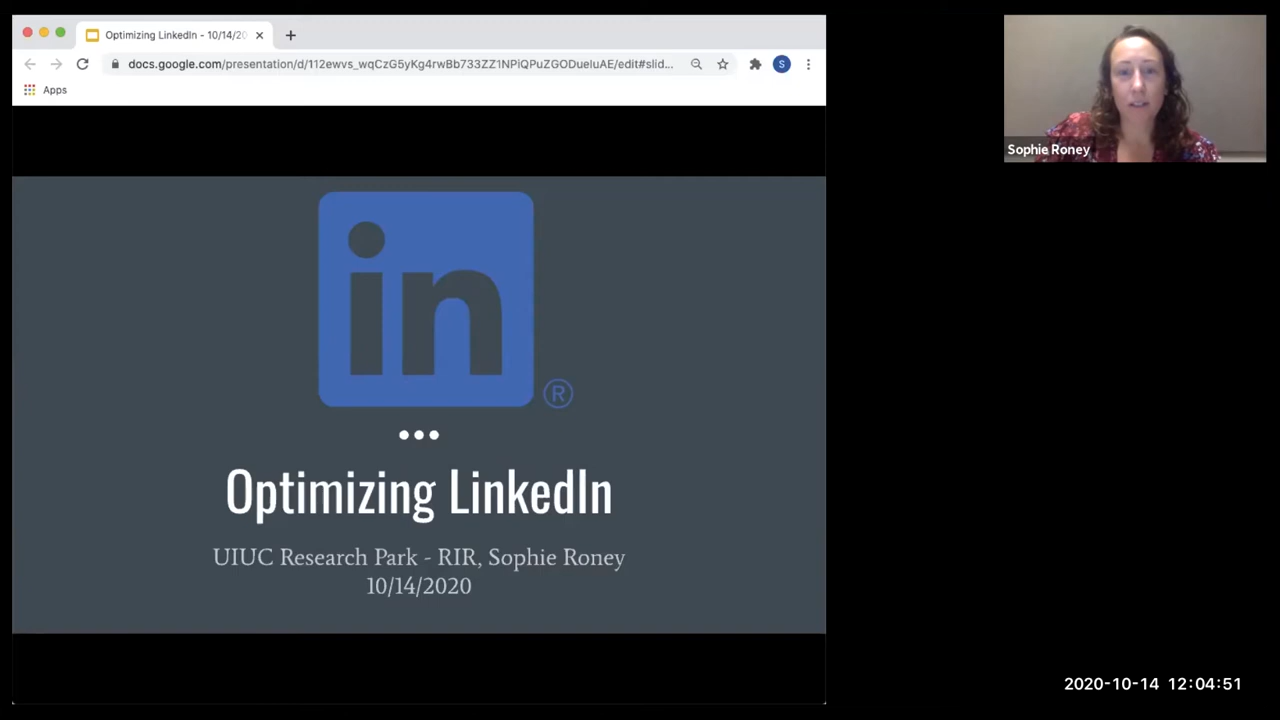 Optimizing LinkedIn - 10/14/20
docs.google.com/presentation/d/112ewvs_wqCzG5yKg4rwBb733ZZ1NPiQPuZGODueluAE/edit#slid...
S
Apps
Sophie Roney
in
®
Optimizing LinkedIn
UIUC Research Park - RIR, Sophie Roney
10/14/2020
2020-10-14 12:04:51